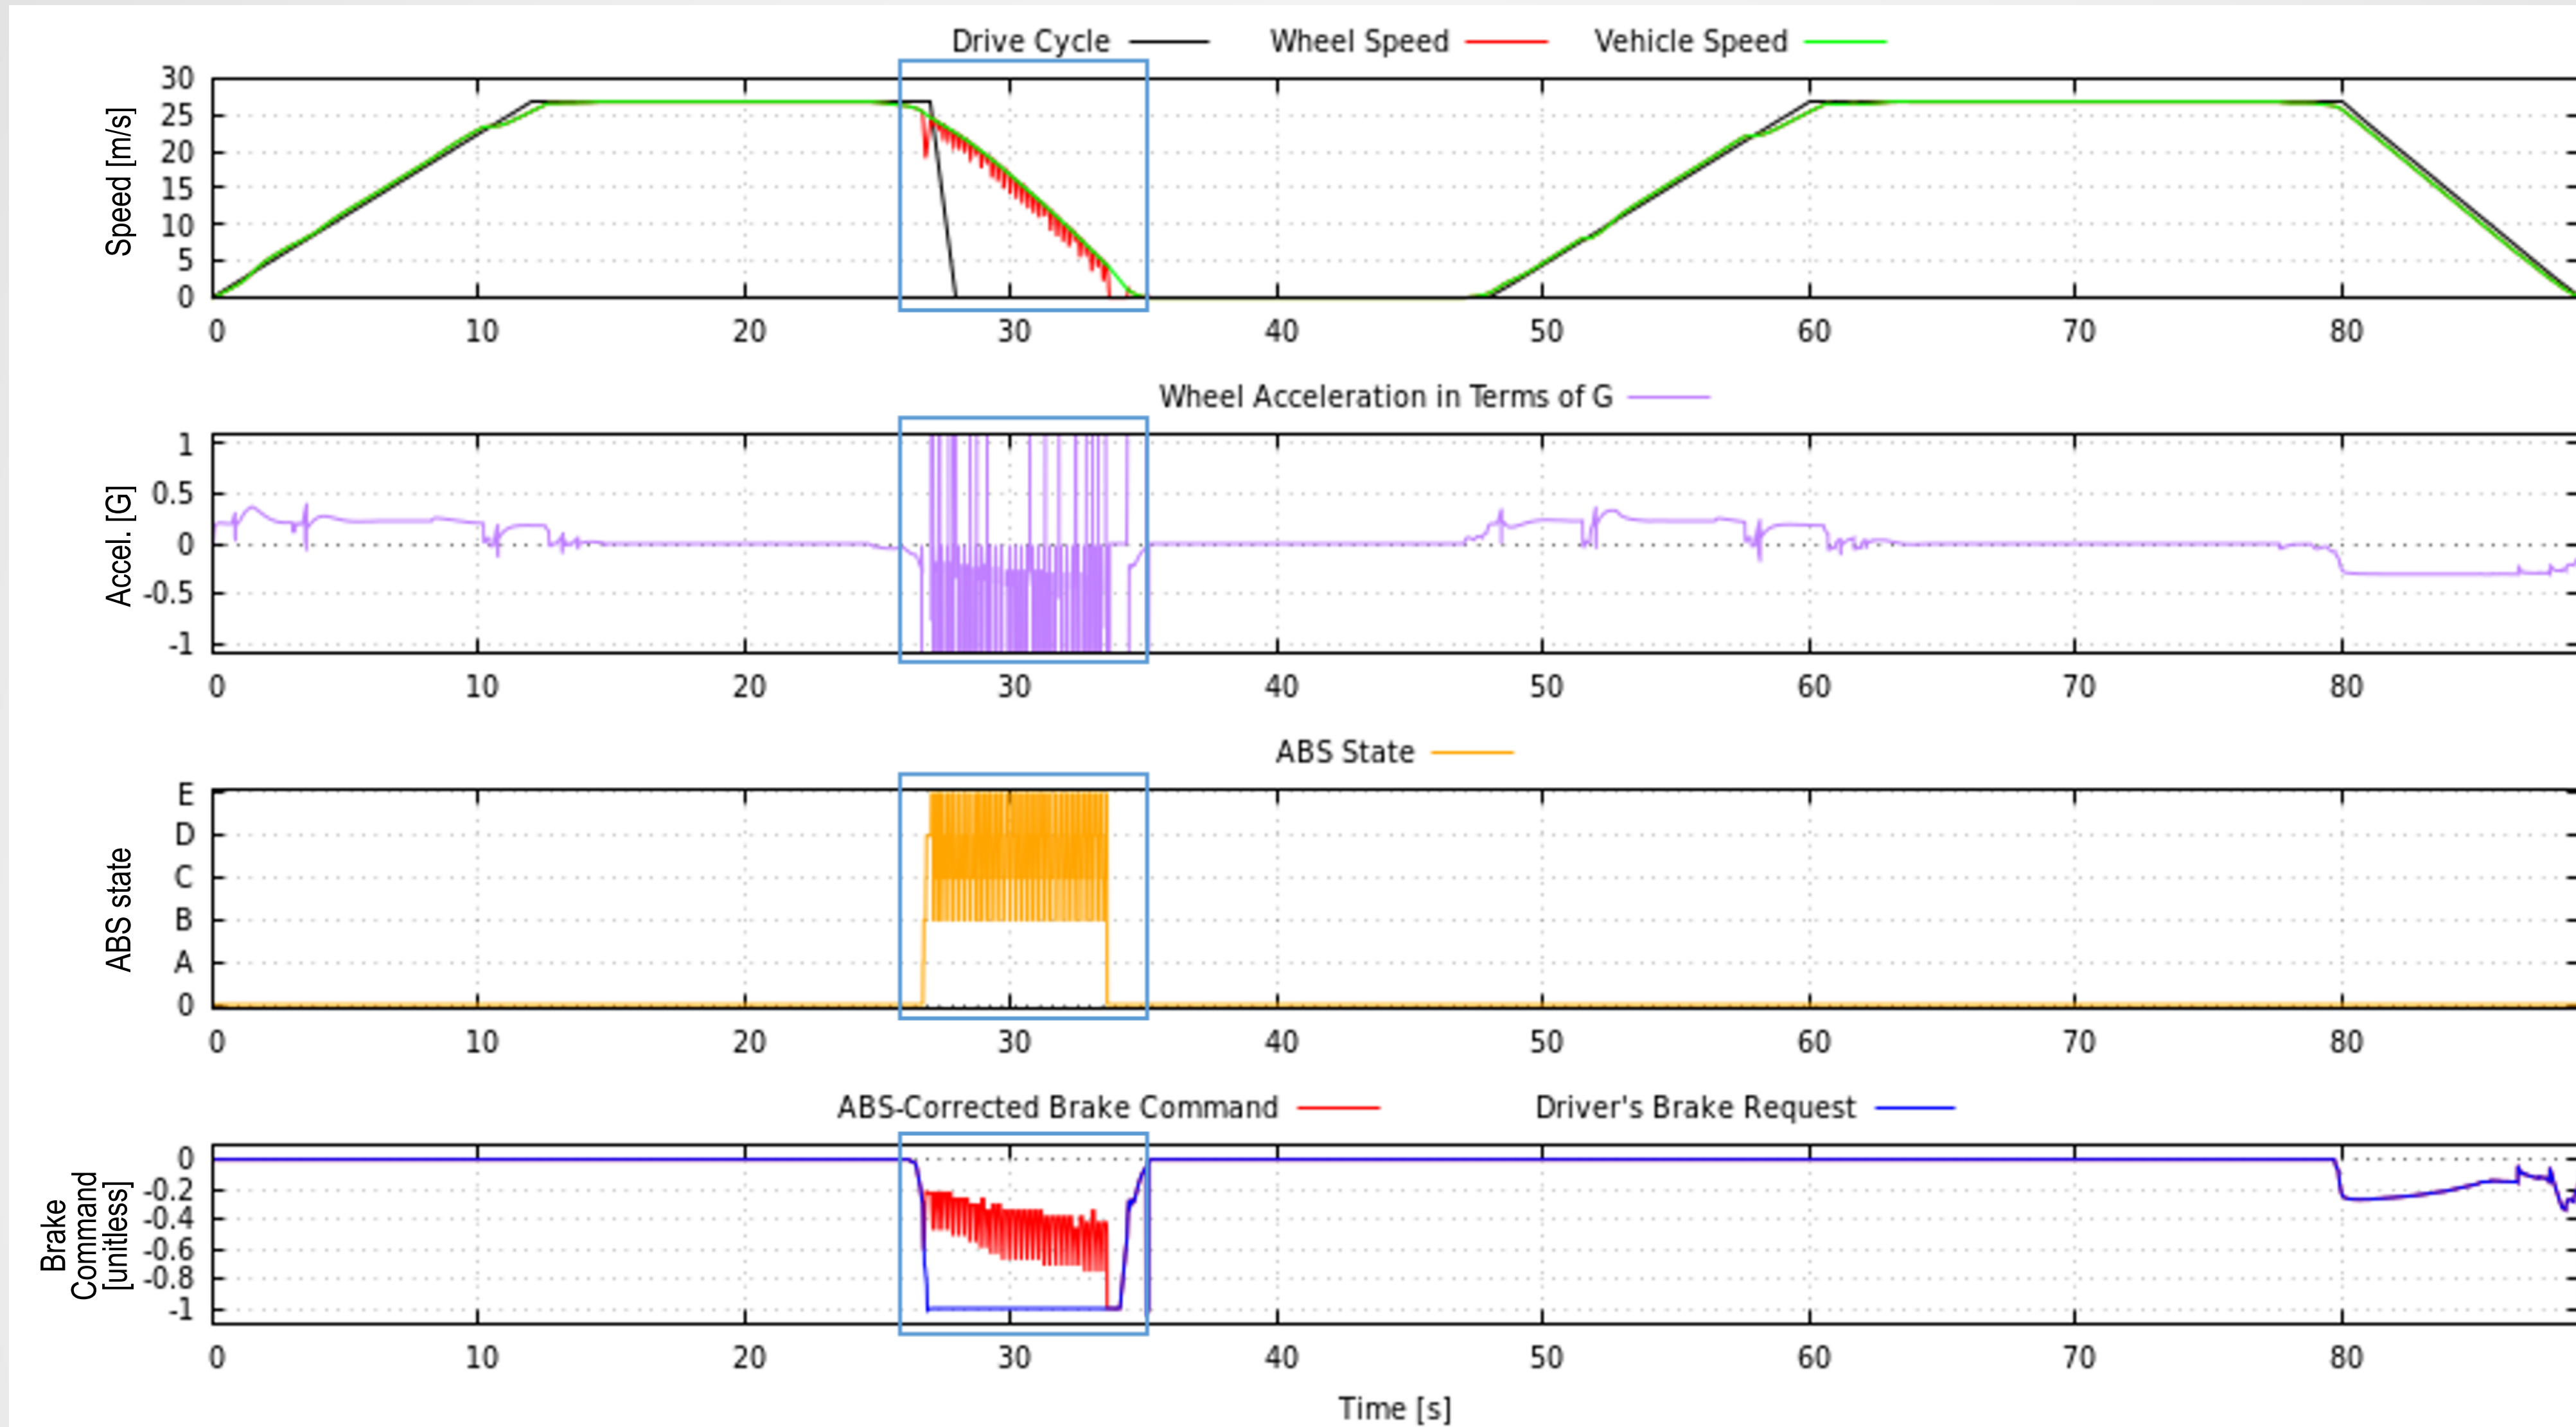 Drive Cycle Wheel Speed Vehicle Speed
Speed [m/s]
30
25
20
15
10
5
0
0 10 20 30 40 50 60 70 80
Wheel Acceleration in Terms of G
Accel. [G]
1
0.5
0
-0.5
-1
0 10 20 30 40 50 60 70 80
ABS State
ABS state
E
D
C
B
A
0
0 10 20 30 40 50 60 70 80
ABS-Corrected Brake Command Driver's Brake Request
Brake
Command
[unitless]
0
-0.2
-0.4
-0.6
-0.8
-1
0 10 20 30 40 50 60 70 80
Time [s]